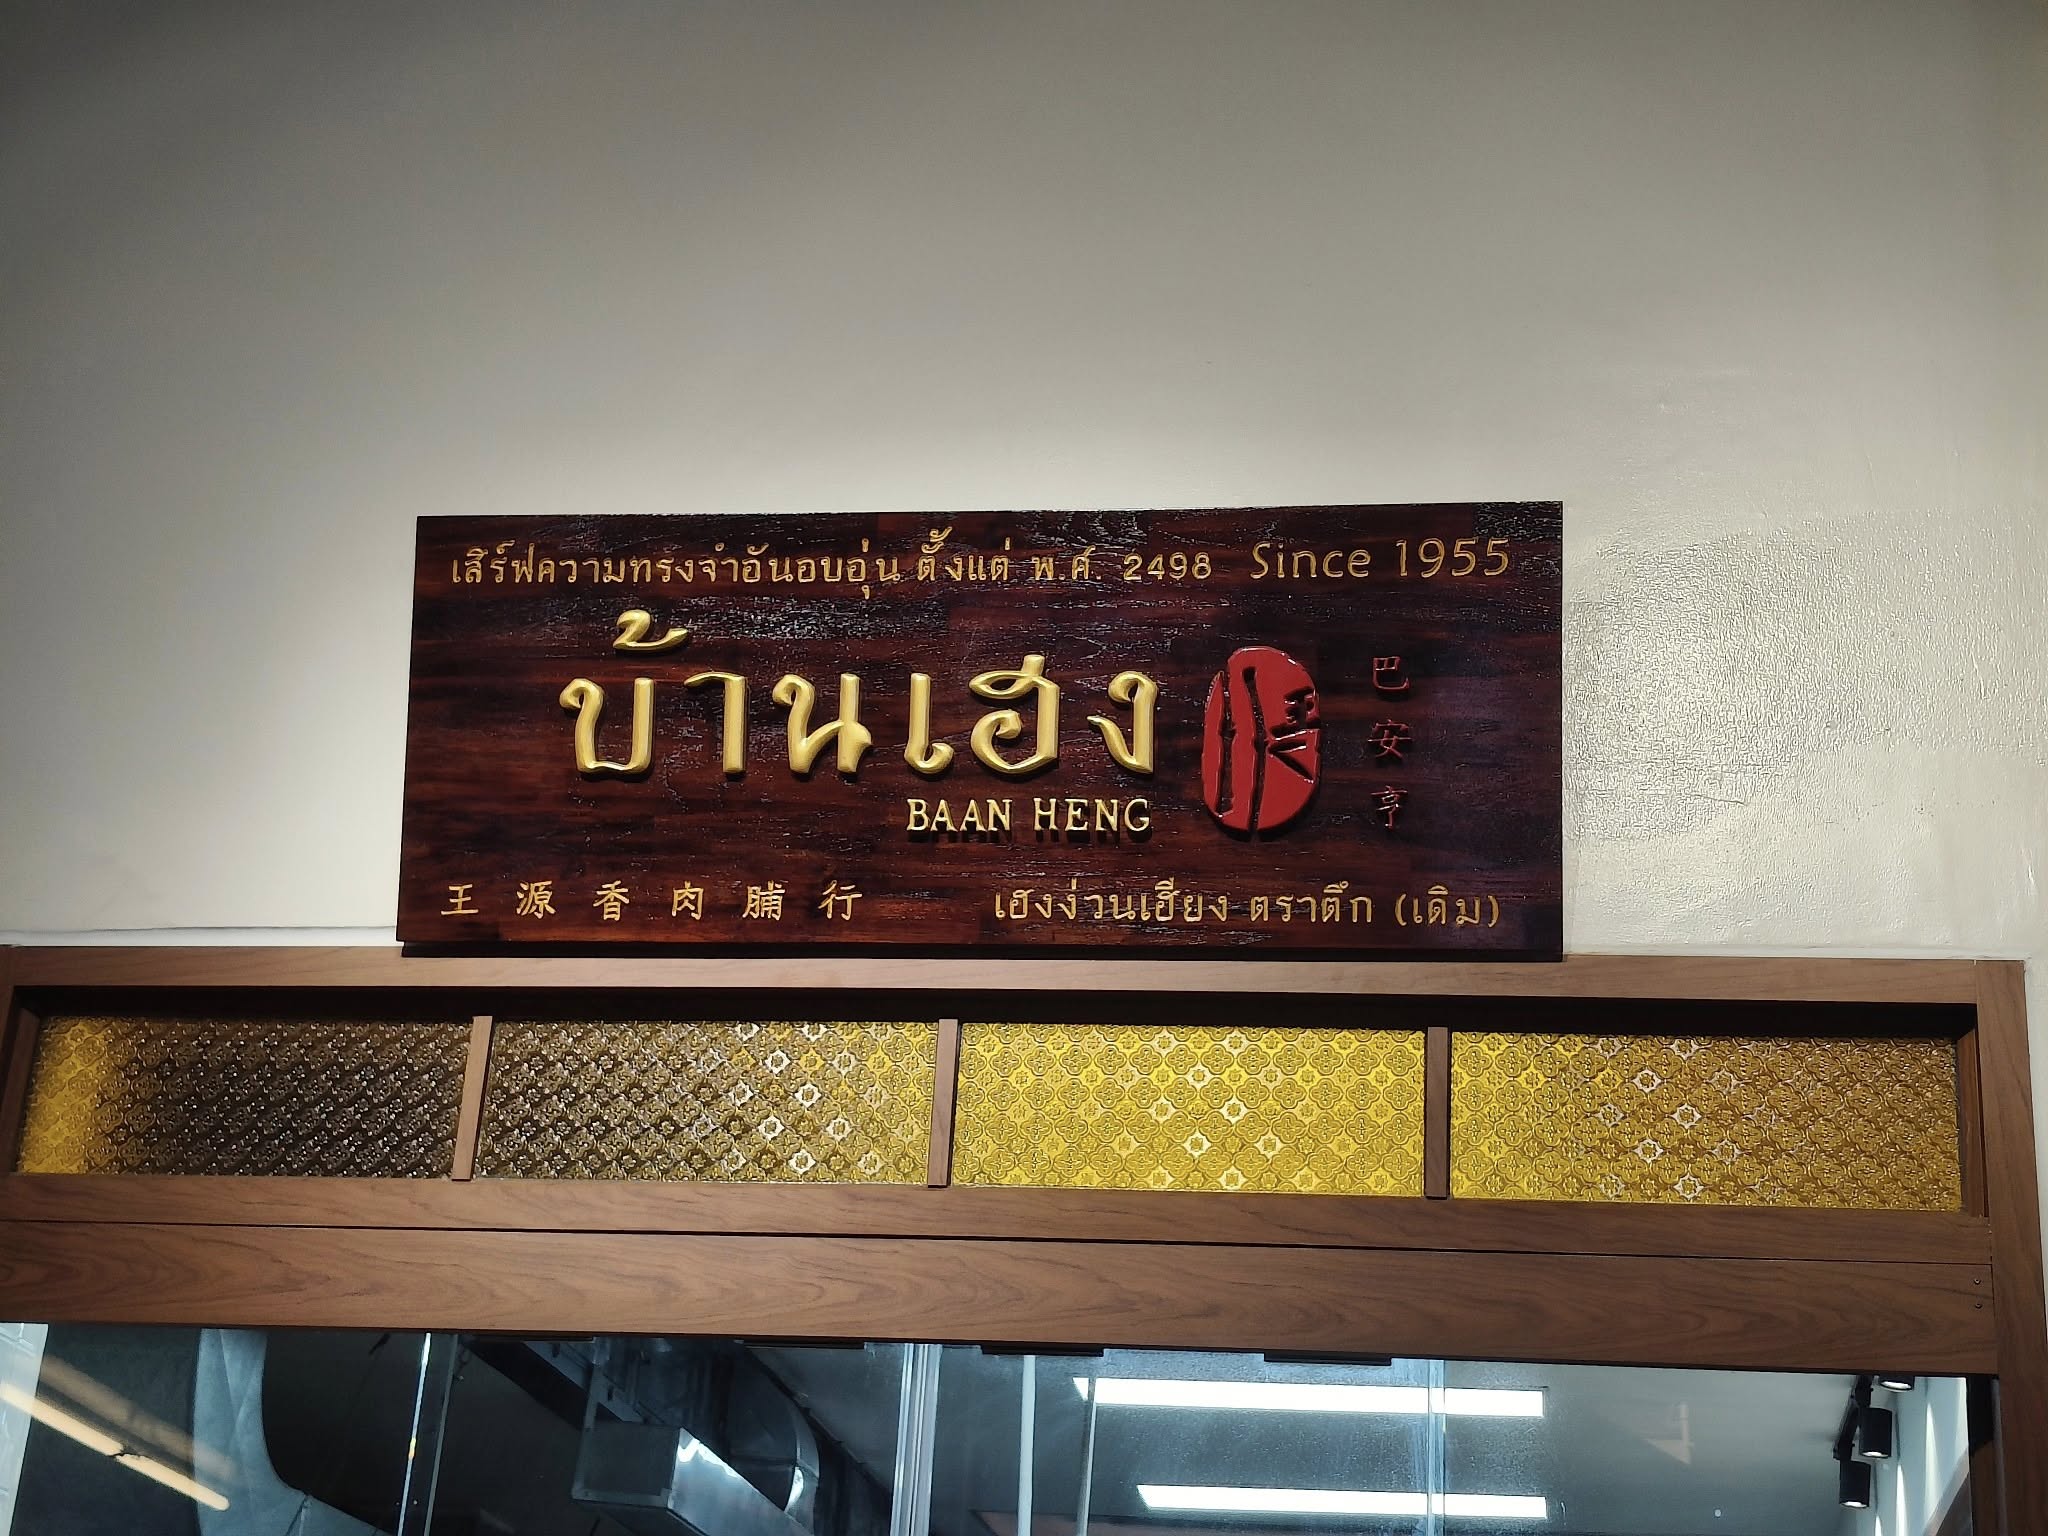 เสิร์ฟความทรงจำอันอบอุ่น ตั้งแต่ พ.ศ. 2498 Since 1955
บ้านเฮง
BAAN HENG
巴安亨
王源香肉脯行 เฮงง่วนเฮียง ตราตึก (เดิม)